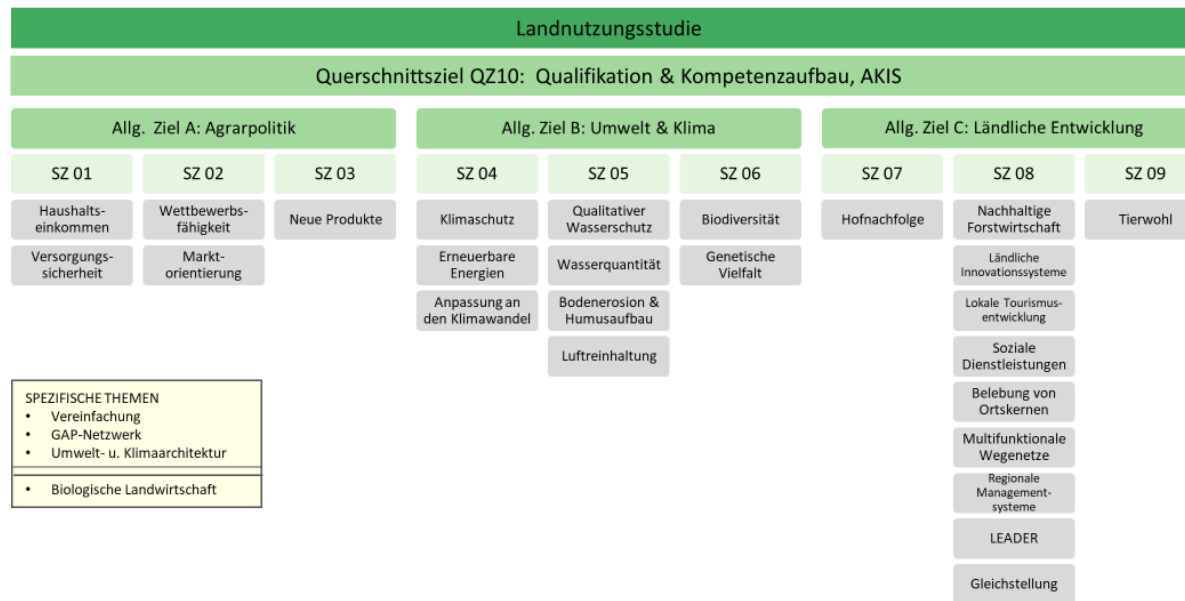 Landnutzungsstudie
Querschnittsziel QZ10: Qualifikation & Kompetenzaufbau, AKIS
Allg. Ziel A: Agrarpolitik
SZ 01
Haushalts-
einkommen
Versorgungs-
sicherheit
SZ 02
Wettbewerbs-
fähigkeit
Markt-
orientierung
SZ 03
Neue Produkte
Allg. Ziel B: Umwelt & Klima
SZ 04
Klimaschutz
Erneuerbare
Energien
Anpassung an
den Klimawandel
SZ 05
Qualitativer
Wasserschutz
Wasserquantität
Bodenerosion &
Humusaufbau
Luftreinhaltung
SZ 06
Biodiversität
Genetische
Vielfalt
Allg. Ziel C: Ländliche Entwicklung
SZ 07
Hofnachfolge
SZ 08
Nachhaltige
Forstwirtschaft
Ländliche
Innovationssysteme
Lokale Tourismus-
entwicklung
Soziale
Dienstleistungen
Belebung von
Ortskernen
Multifunktionale
Wegenetze
Regionale
Management-
systeme
LEADER
Gleichstellung
SZ 09
Tierwohl
SPEZIFISCHE THEMEN
• Vereinfachung
• GAP-Netzwerk
• Umwelt- u. Klimaarchitektur
• Biologische Landwirtschaft